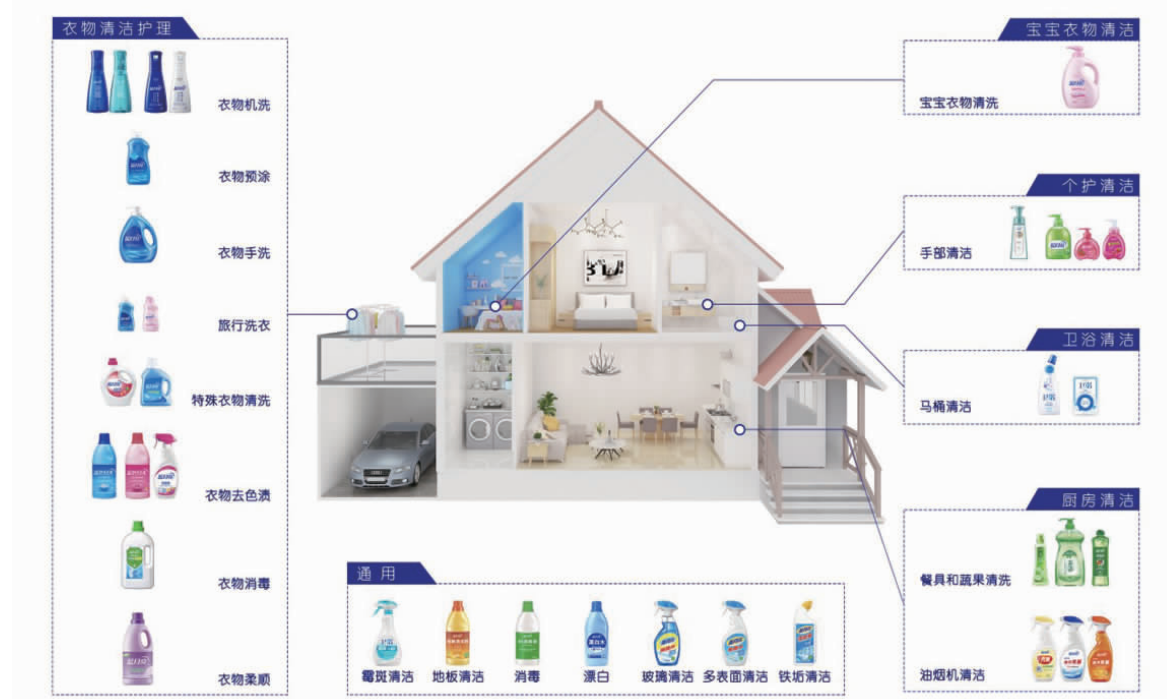 衣物清洁护理
衣物机洗
衣物预涂
衣物手洗
旅行洗衣
特殊衣物清洗
衣物去色渍
衣物消毒
衣物柔顺
宝宝衣物清洁
宝宝衣物清洗
个护清洁
手部清洁
卫浴清洁
马桶清洁
厨房清洁
餐具和蔬果清洗
油烟机清洁
通用
霉斑清洁
地板清洁
消毒
漂白
玻璃清洁
多表面清洁
铁垢清洁